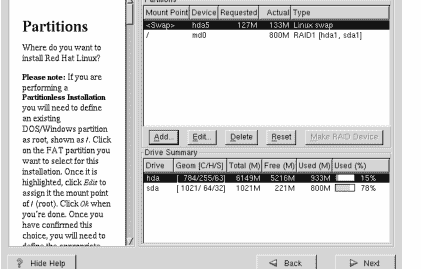 Partitions
Where do you want to
install Red Hat Linux?
Please note: If you are
performing a
Partitionless Installation
you will need to define
an existing
DOS/Windows partition
as root, shown as /. Click
on the FAT partition you
want to select for this
installation. Once it is
highlighted, click Edit to
assign it the mount point
of / (root). Click Ok when
you're done. Once you
have confirmed this
choice, you will need to
define the appropriate
Partitions
Mount Point Device Requested Actual Type
<Swap> hda5 127M 133M Linux swap
/ md0 800M RAID1 [hda1, sda1]
Add... Edit... Delete Reset Make RAID Device
Drive Summary
Drive Geom [C/H/S] Total (M) Free (M) Used (M) Used (%)
hda [ 784/255/63] 6149M 5216M 933M 15%
sda [ 1021/ 64/32] 1021M 221M 800M 78%
Hide Help Back Next